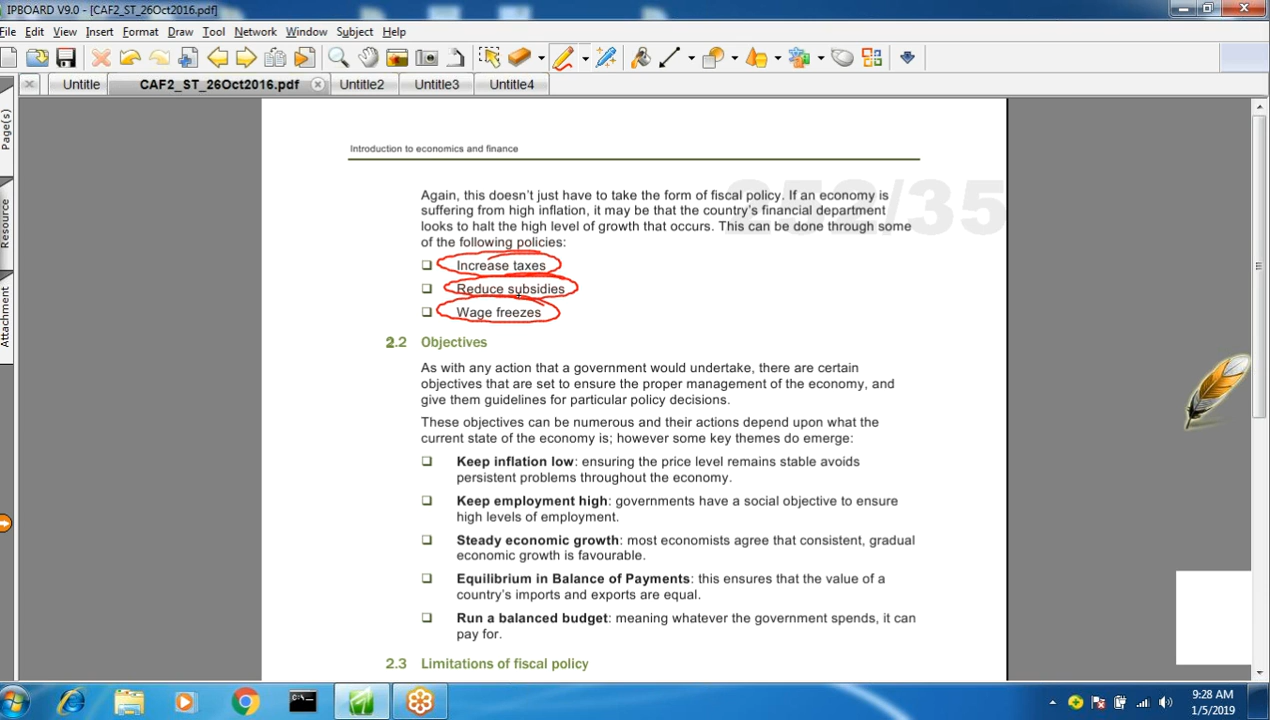 IPBOARD V9.0 - [CAF2_ST_26Oct2016.pdf]
File Edit View Insert Format Draw Tool Network Window Subject Help
Untitle CAF2_ST_26Oct2016.pdf Untitle2 Untitle3 Untitle4
Page(s)
Resource
Attachment
Introduction to economics and finance
252/35
Again, this doesn't just have to take the form of fiscal policy. If an economy is
suffering from high inflation, it may be that the country's financial department
looks to halt the high level of growth that occurs. This can be done through some
of the following policies:
❑ Increase taxes
❑ Reduce subsidies
❑ Wage freezes
2.2 Objectives
As with any action that a government would undertake, there are certain
objectives that are set to ensure the proper management of the economy, and
give them guidelines for particular policy decisions.
These objectives can be numerous and their actions depend upon what the
current state of the economy is; however some key themes do emerge:
❑ Keep inflation low: ensuring the price level remains stable avoids
persistent problems throughout the economy.
❑ Keep employment high: governments have a social objective to ensure
high levels of employment.
❑ Steady economic growth: most economists agree that consistent, gradual
economic growth is favourable.
❑ Equilibrium in Balance of Payments: this ensures that the value of a
country's imports and exports are equal.
❑ Run a balanced budget: meaning whatever the government spends, it can
pay for.
2.3 Limitations of fiscal policy
9:28 AM
1/5/2019